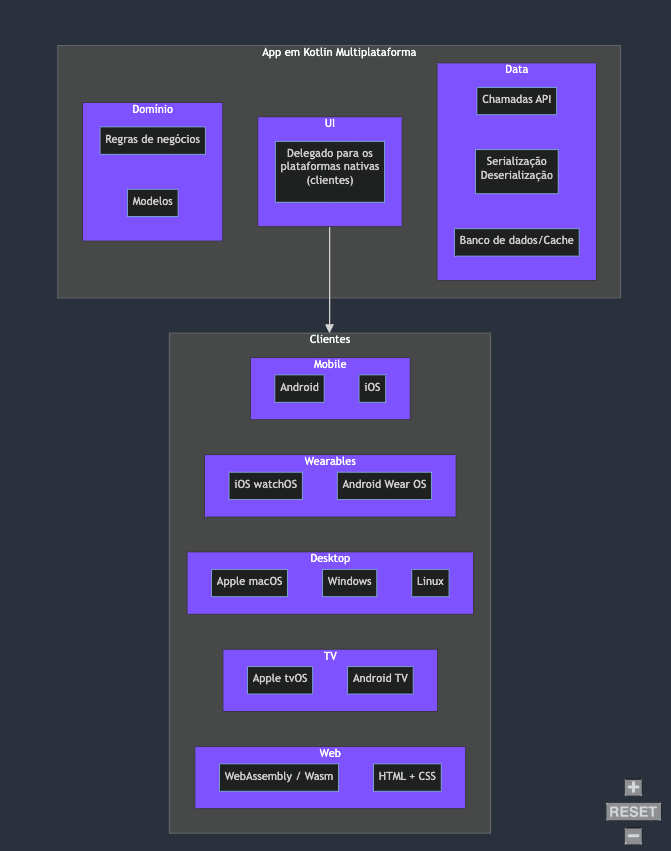 App em Kotlin Multiplataforma
Domínio
Regras de negócios
Modelos
UI
Delegado para os
plataformas nativas
(clientes)
Data
Chamadas API
Serialização
Deserialização
Banco de dados/Cache
Clientes
Mobile
Android
iOS
Wearables
iOS watchOS
Android Wear OS
Desktop
Apple macOS
Windows
Linux
TV
Apple tvOS
Android TV
Web
WebAssembly / Wasm
HTML + CSS
+
RESET
−